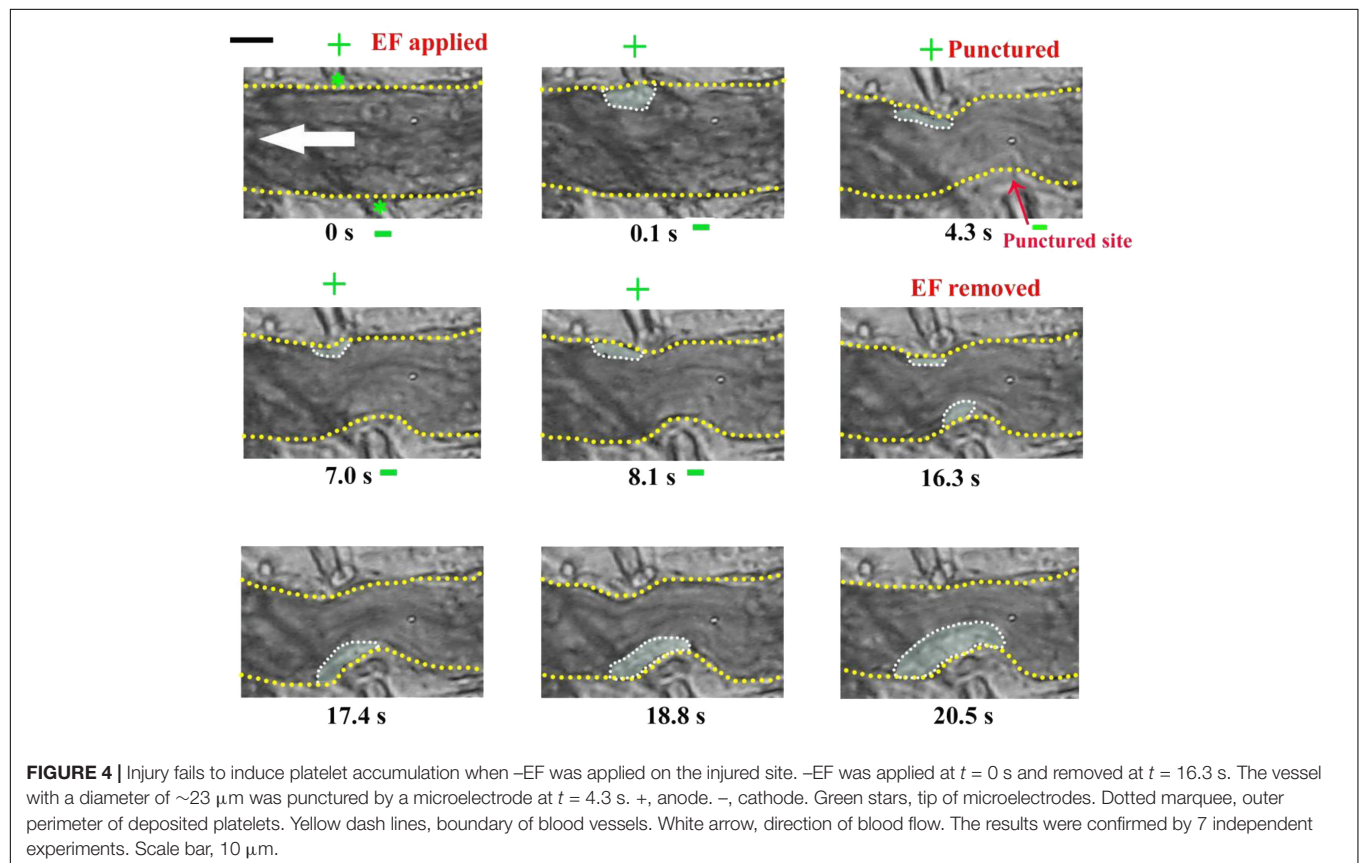 + EF applied
+
+ Punctured
0 s −
0.1 s −
4.3 s −
Punctured site
+
+
EF removed
7.0 s −
8.1 s −
16.3 s
17.4 s
18.8 s
20.5 s
FIGURE 4 | Injury fails to induce platelet accumulation when –EF was applied on the injured site. –EF was applied at t = 0 s and removed at t = 16.3 s. The vessel
with a diameter of ~23 μm was punctured by a microelectrode at t = 4.3 s. +, anode. –, cathode. Green stars, tip of microelectrodes. Dotted marquee, outer
perimeter of deposited platelets. Yellow dash lines, boundary of blood vessels. White arrow, direction of blood flow. The results were confirmed by 7 independent
experiments. Scale bar, 10 μm.